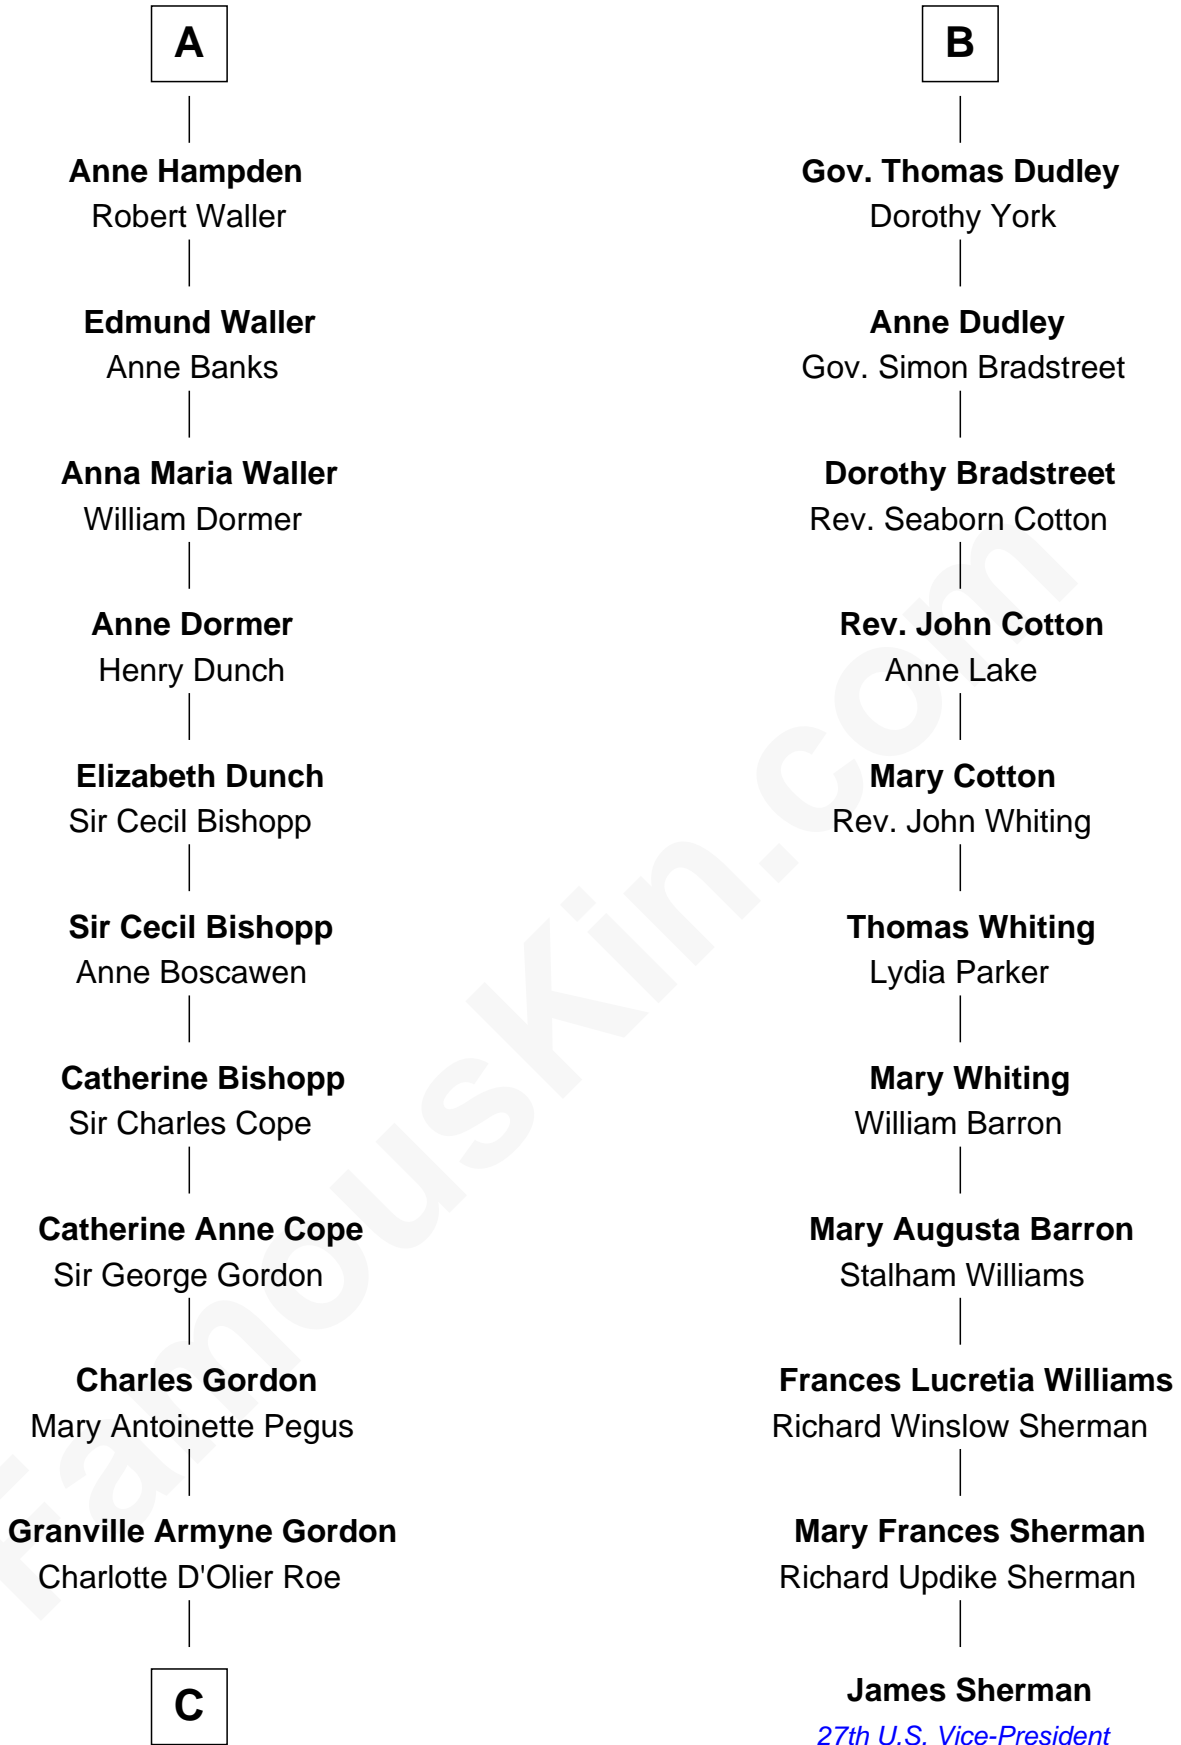 A
Anne Hampden
Robert Waller
Edmund Waller
Anne Banks
Anna Maria Waller
William Dormer
Anne Dormer
Henry Dunch
Elizabeth Dunch
Sir Cecil Bishopp
Sir Cecil Bishopp
Anne Boscawen
Catherine Bishopp
Sir Charles Cope
Catherine Anne Cope
Sir George Gordon
Charles Gordon
Mary Antoinette Pegus
Granville Armyne Gordon
Charlotte D'Olier Roe
C
B
Gov. Thomas Dudley
Dorothy York
Anne Dudley
Gov. Simon Bradstreet
Dorothy Bradstreet
Rev. Seaborn Cotton
Rev. John Cotton
Anne Lake
Mary Cotton
Rev. John Whiting
Thomas Whiting
Lydia Parker
Mary Whiting
William Barron
Mary Augusta Barron
Stalham Williams
Frances Lucretia Williams
Richard Winslow Sherman
Mary Frances Sherman
Richard Updike Sherman
James Sherman
27th U.S. Vice-President
FamousKin.com